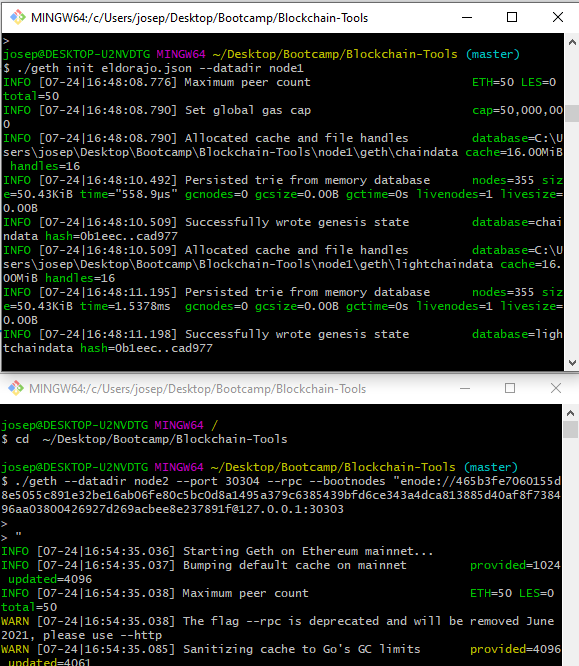 MINGW64:/c/Users/josep/Desktop/Bootcamp/Blockchain-Tools
>
josep@DESKTOP-U2NVDTG MINGW64 ~/Desktop/Bootcamp/Blockchain-Tools (master)
$ ./geth init eldorajo.json --datadir node1
INFO [07-24|16:48:08.776] Maximum peer count ETH=50 LES=0
total=50
INFO [07-24|16:48:08.790] Set global gas cap cap=50,000,00
0
INFO [07-24|16:48:08.790] Allocated cache and file handles database=C:\U
sers\josep\Desktop\Bootcamp\Blockchain-Tools\node1\geth\chaindata cache=16.00MiB
handles=16
INFO [07-24|16:48:10.492] Persisted trie from memory database nodes=355 siz
e=50.43KiB time="558.9µs" gcnodes=0 gcsize=0.00B gctime=0s livenodes=1 livesize=
0.00B
INFO [07-24|16:48:10.509] Successfully wrote genesis state database=chai
ndata hash=0b1eec..cad977
INFO [07-24|16:48:10.509] Allocated cache and file handles database=C:\U
sers\josep\Desktop\Bootcamp\Blockchain-Tools\node1\geth\lightchaindata cache=16.
00MiB handles=16
INFO [07-24|16:48:11.195] Persisted trie from memory database nodes=355 siz
e=50.43KiB time=1.5378ms gcnodes=0 gcsize=0.00B gctime=0s livenodes=1 livesize=
0.00B
INFO [07-24|16:48:11.198] Successfully wrote genesis state database=ligh
tchaindata hash=0b1eec..cad977
MINGW64:/c/Users/josep/Desktop/Bootcamp/Blockchain-Tools
josep@DESKTOP-U2NVDTG MINGW64 /
$ cd ~/Desktop/Bootcamp/Blockchain-Tools
josep@DESKTOP-U2NVDTG MINGW64 ~/Desktop/Bootcamp/Blockchain-Tools (master)
$ ./geth --datadir node2 --port 30304 --rpc --bootnodes "enode://465b3fe7060155d
8e5055c891e32be16ab06fe80c5bc0d8a1495a379c6385439bfd6ce343a4dca813885d40af8f7384
96aa03800426927d269acbee8e237891f@127.0.0.1:30303
>
> "
INFO [07-24|16:54:35.036] Starting Geth on Ethereum mainnet...
INFO [07-24|16:54:35.037] Bumping default cache on mainnet provided=1024
updated=4096
INFO [07-24|16:54:35.038] Maximum peer count ETH=50 LES=0
total=50
WARN [07-24|16:54:35.038] The flag --rpc is deprecated and will be removed June
2021, please use --http
WARN [07-24|16:54:35.085] Sanitizing cache to Go's GC limits provided=4096
updated=4061